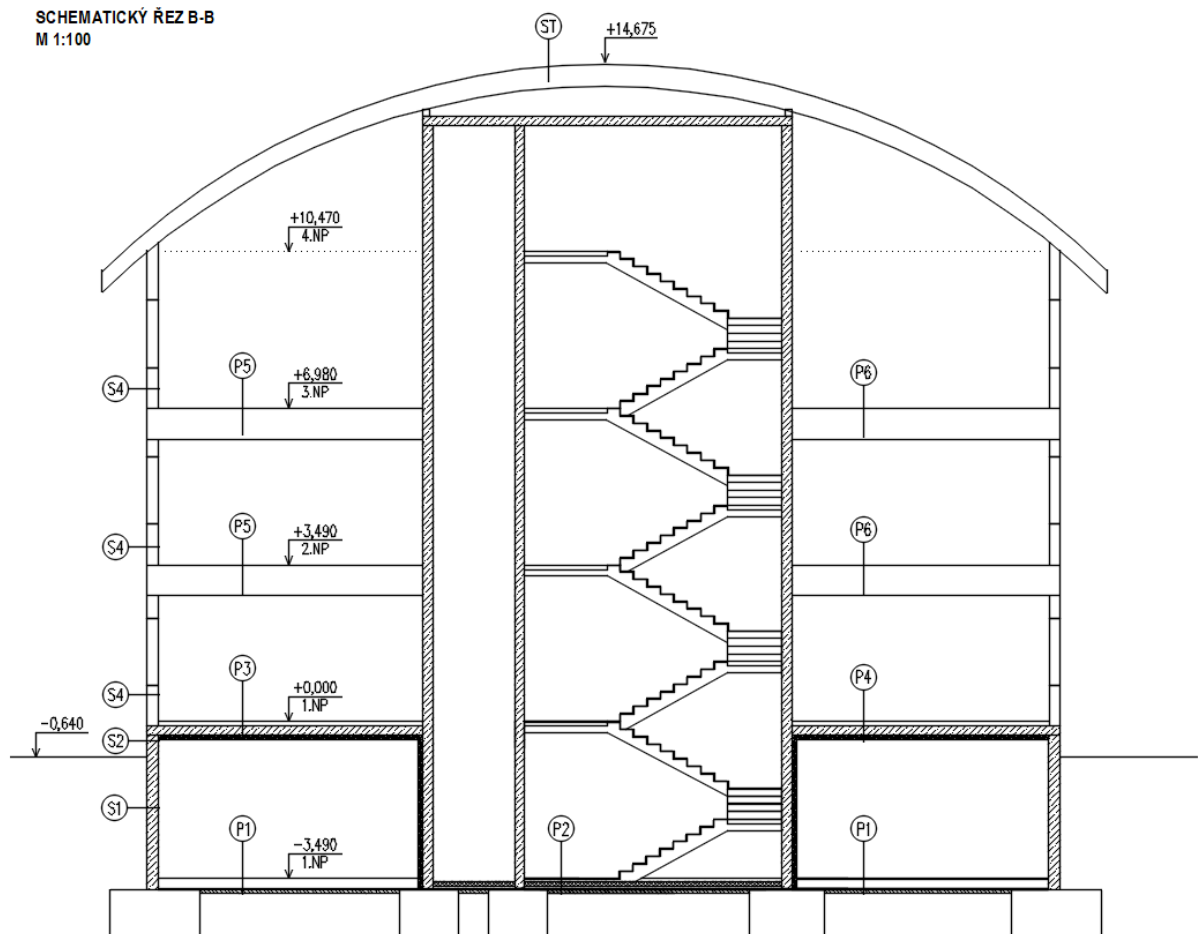 SCHEMATICKÝ ŘEZ B-B
M 1:100
ST
+14,675
+10,470
4.NP
P5
+6,980
3.NP
S4
P6
P5
+3,490
2.NP
S4
P6
P3
+0,000
1.NP
S4
P4
-0,640
S2
S1
P1
-3,490
1.NP
P2
P1